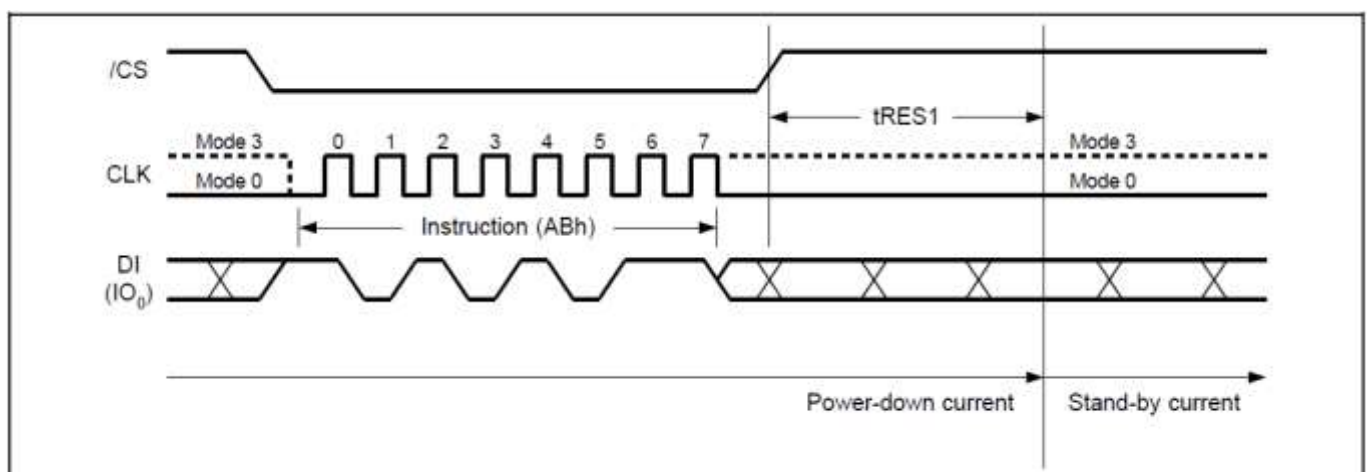 /CS
tRES1
Mode 3 0 1 2 3 4 5 6 7 Mode 3
CLK
Mode 0 Mode 0
Instruction (ABh)
DI
(IO₀)
Power-down current Stand-by current